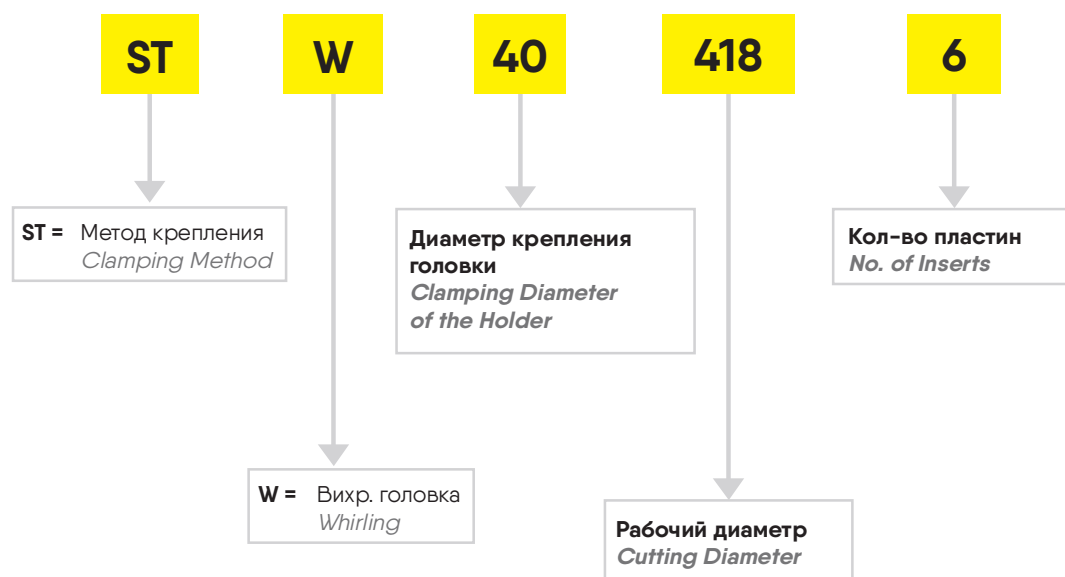 ST W 40 418 6
ST = Метод крепления
Clamping Method
Диаметр крепления
головки
Clamping Diameter
of the Holder
Кол-во пластин
No. of Inserts
W = Вихр. головка
Whirling
Рабочий диаметр
Cutting Diameter